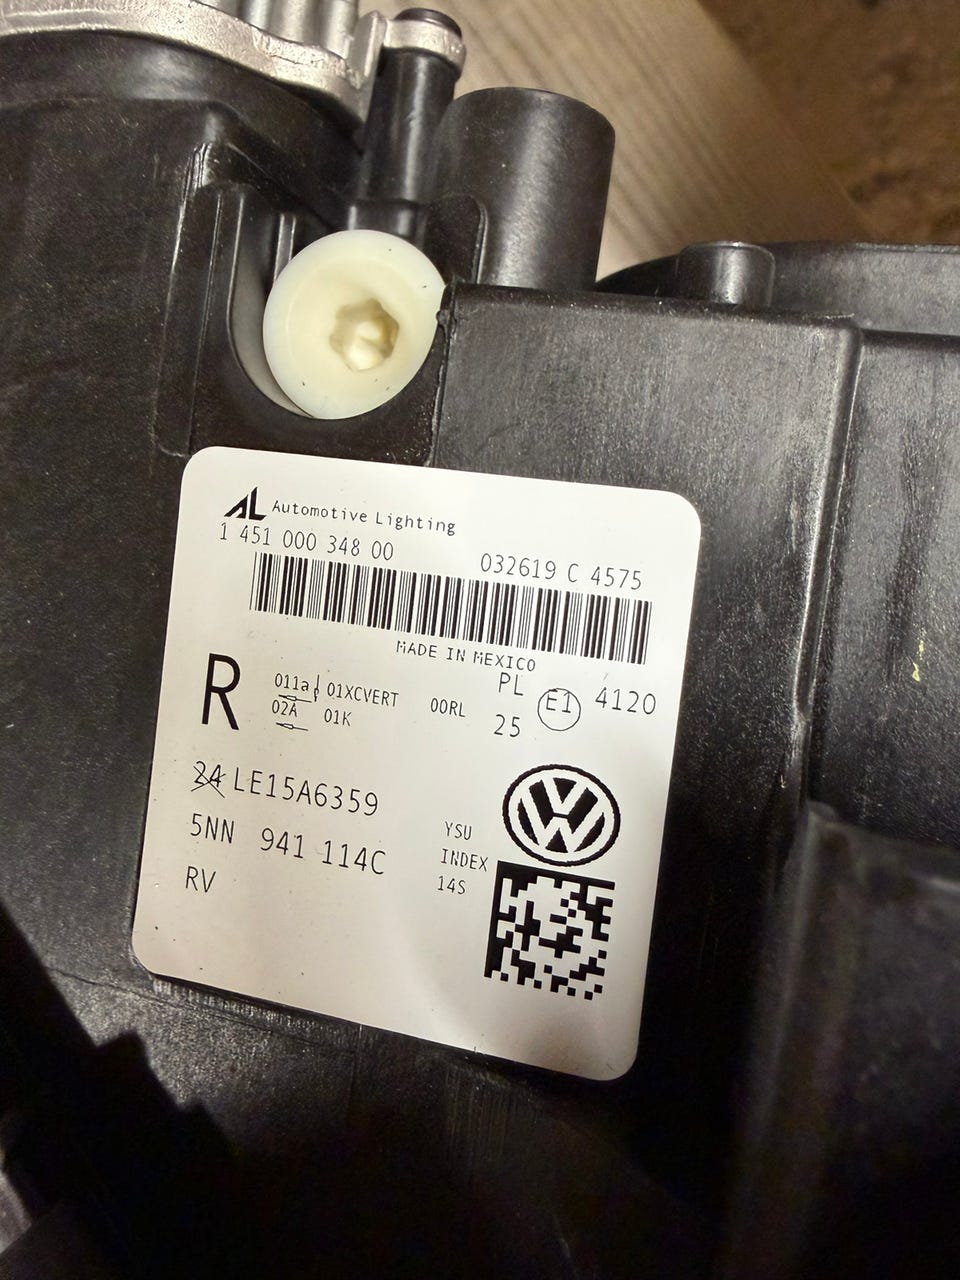 AL Automotive Lighting
1 451 000 348 00
032619 C 4575
MADE IN MEXICO
R
011a 01XCVERT 00RL PL E1 4120
02A 01K 25
24 LE15A6359
5NN 941 114C
RV
YSU
INDEX
14S